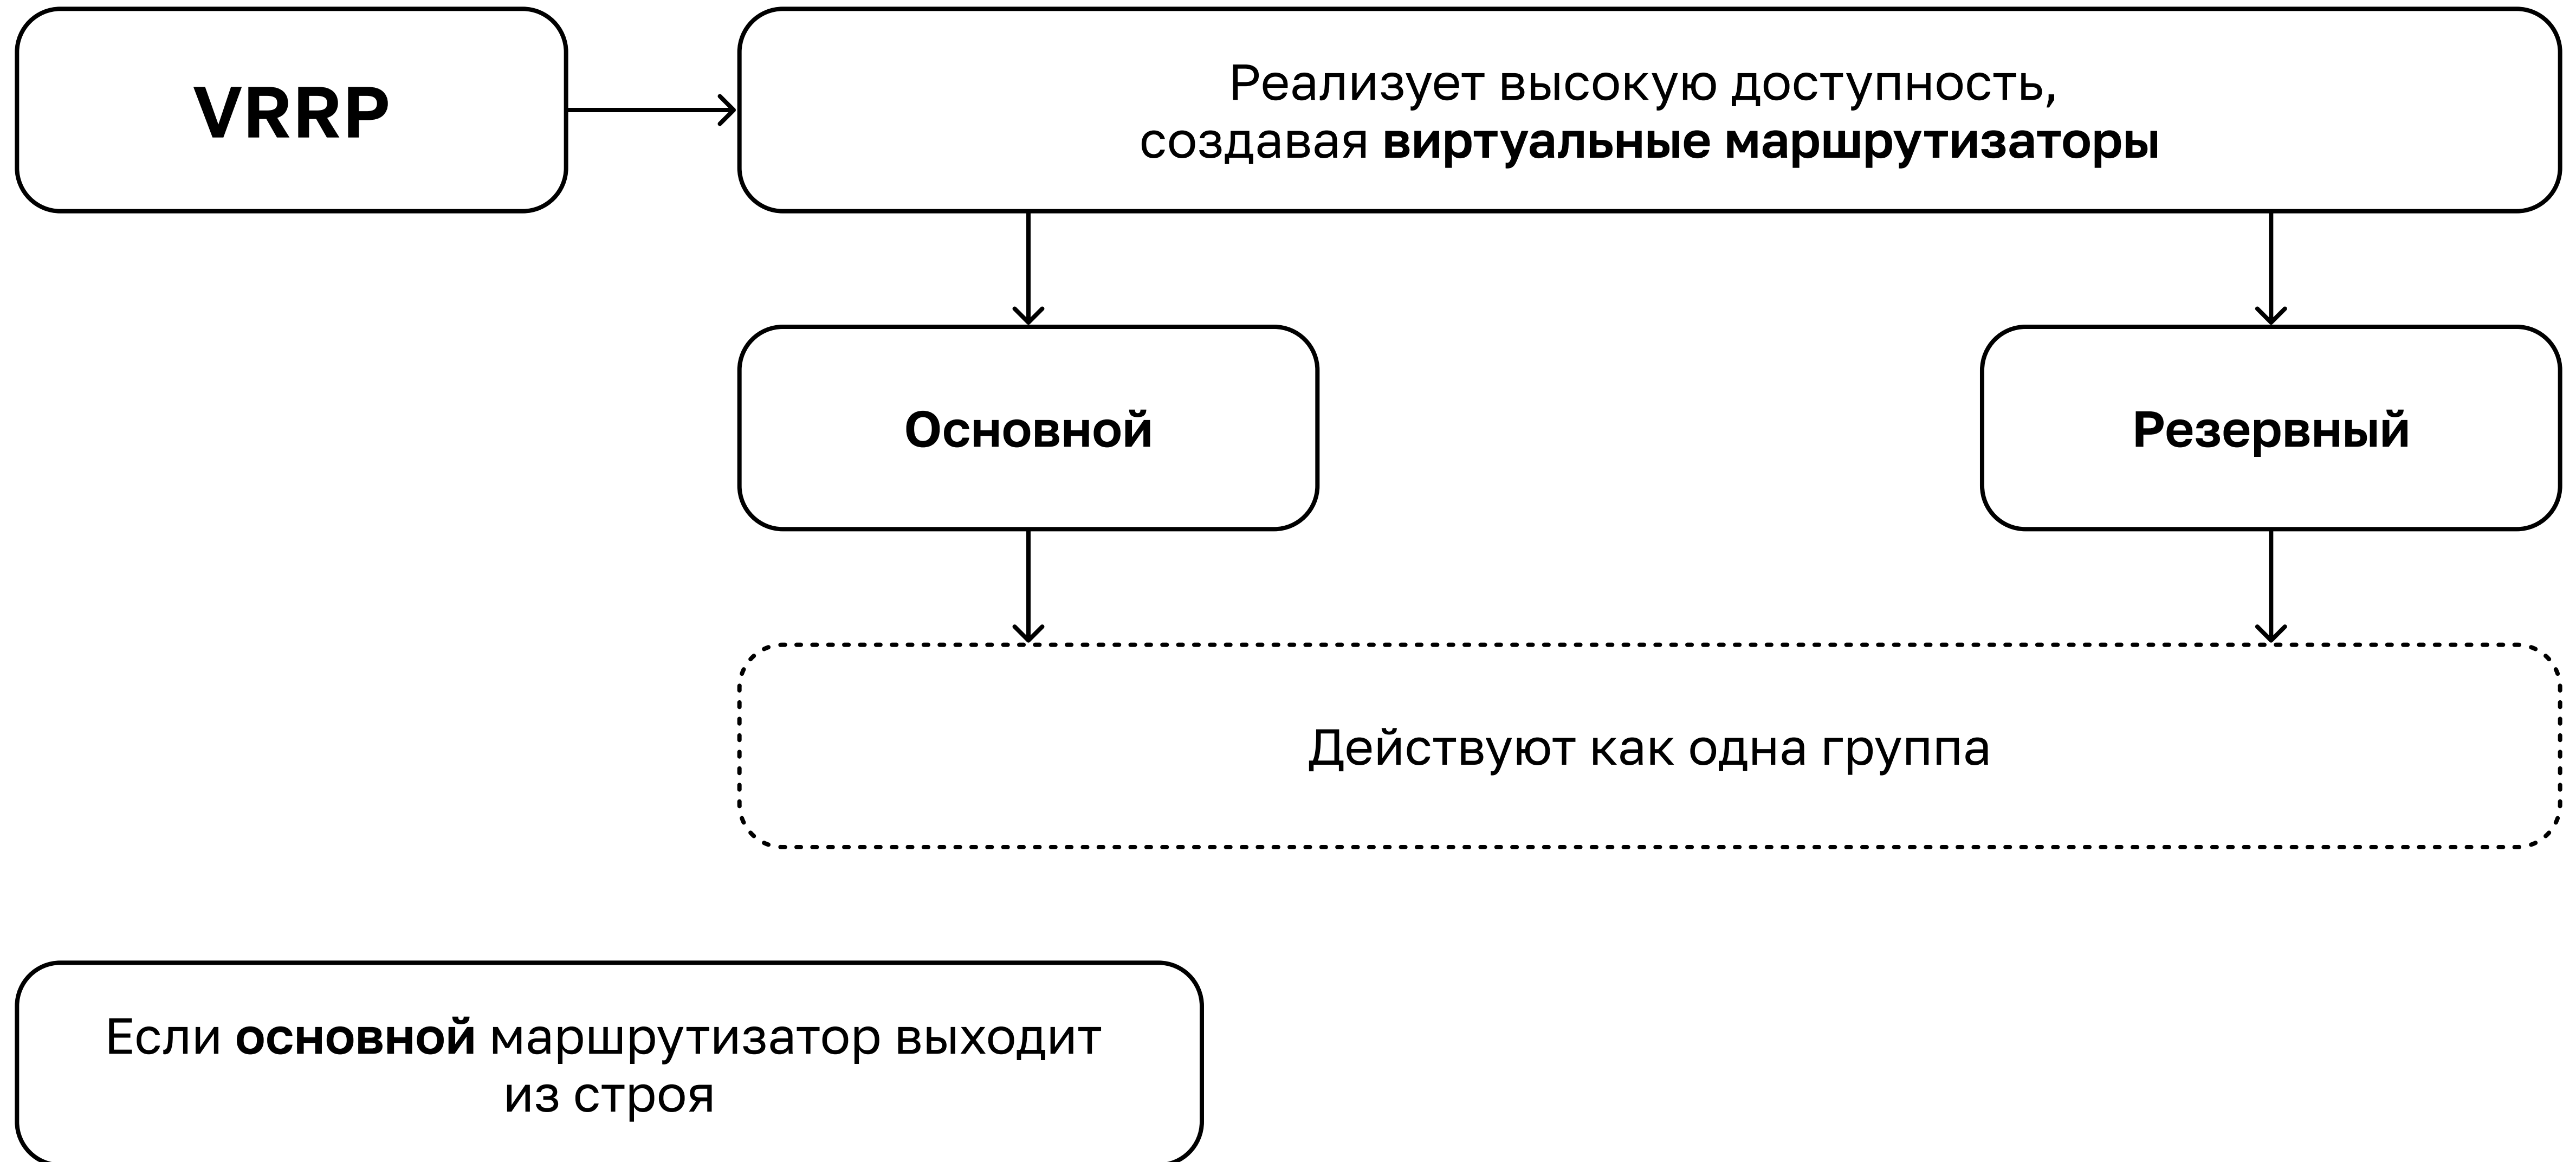 VRRP
Реализует высокую доступность,
создавая виртуальные маршрутизаторы
Основной
Резервный
Действуют как одна группа
Если основной маршрутизатор выходит
из строя